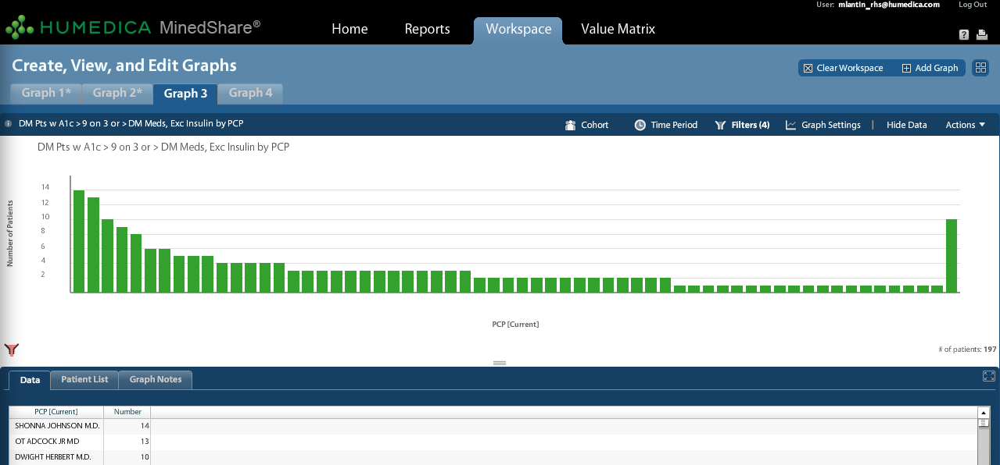 User: mlantin_rhs@humedica.com Log Out
HUMEDICA MinedShare®
Home Reports Workspace Value Matrix
?
Create, View, and Edit Graphs
Clear Workspace Add Graph
Graph 1* Graph 2* Graph 3 Graph 4
DM Pts w A1c > 9 on 3 or > DM Meds, Exc Insulin by PCP
Cohort Time Period Filters (4) Graph Settings | Hide Data Actions
DM Pts w A1c > 9 on 3 or > DM Meds, Exc Insulin by PCP
Number of Patients
14
12
10
8
6
4
2
PCP [Current]
# of patients: 197
Data Patient List Graph Notes
PCP [Current] Number
SHONNA JOHNSON M.D. 14
OT ADCOCK JR MD 13
DWIGHT HERBERT M.D. 10